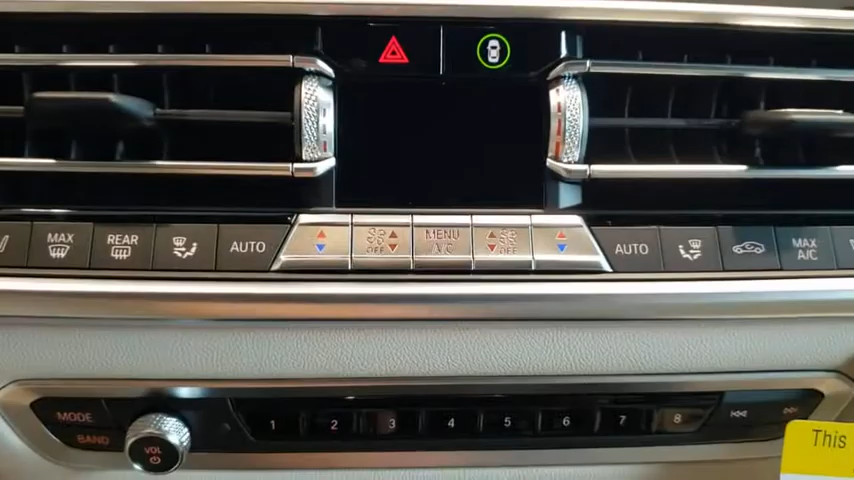 MAX
REAR
AUTO
OFF
MENU
A/C
OFF
AUTO
MAX
A/C
MODE
BAND
VOL
1 2 3 4 5 6 7 8
This